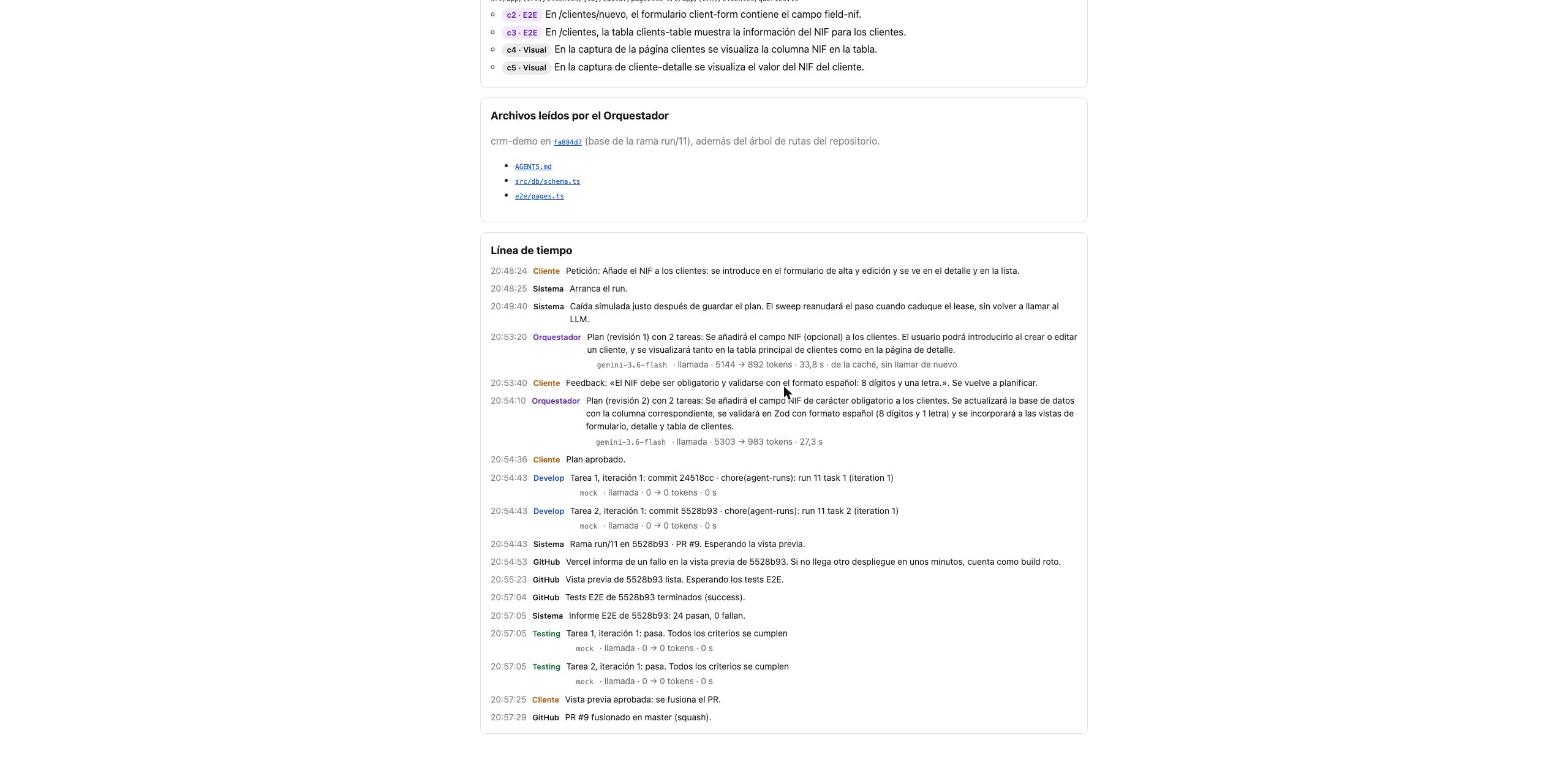 c2 · E2E En /clientes/nuevo, el formulario client-form contiene el campo field-nif.
c3 · E2E En /clientes, la tabla clients-table muestra la información del NIF para los clientes.
c4 · Visual En la captura de la página clientes se visualiza la columna NIF en la tabla.
c5 · Visual En la captura de cliente-detalle se visualiza el valor del NIF del cliente.
Archivos leídos por el Orquestador
crm-demo en fa804d7 (base de la rama run/11), además del árbol de rutas del repositorio.
AGENTS.md
src/db/schema.ts
e2e/pages.ts
Línea de tiempo
20:48:24 Cliente Petición: Añade el NIF a los clientes: se introduce en el formulario de alta y edición y se ve en el detalle y en la lista.
20:48:25 Sistema Arranca el run.
20:49:40 Sistema Caída simulada justo después de guardar el plan. El sweep reanudará el paso cuando caduque el lease, sin volver a llamar al
LLM.
20:53:20 Orquestador Plan (revisión 1) con 2 tareas: Se añadirá el campo NIF (opcional) a los clientes. El usuario podrá introducirlo al crear o editar
un cliente, y se visualizará tanto en la tabla principal de clientes como en la página de detalle.
gemini-3.6-flash · llamada · 5144 → 892 tokens · 33,8 s · de la caché, sin llamar de nuevo
20:53:40 Cliente Feedback: «El NIF debe ser obligatorio y validarse con el formato español: 8 dígitos y una letra.». Se vuelve a planificar.
20:54:10 Orquestador Plan (revisión 2) con 2 tareas: Se añadirá el campo NIF de carácter obligatorio a los clientes. Se actualizará la base de datos
con la columna correspondiente, se validará en Zod con formato español (8 dígitos y 1 letra) y se incorporará a las vistas de
formulario, detalle y tabla de clientes.
gemini-3.6-flash · llamada · 5303 → 983 tokens · 27,3 s
20:54:36 Cliente Plan aprobado.
20:54:43 Develop Tarea 1, iteración 1: commit 24518cc · chore(agent-runs): run 11 task 1 (iteration 1)
mock · llamada · 0 → 0 tokens · 0 s
20:54:43 Develop Tarea 2, iteración 1: commit 5528b93 · chore(agent-runs): run 11 task 2 (iteration 1)
mock · llamada · 0 → 0 tokens · 0 s
20:54:43 Sistema Rama run/11 en 5528b93 · PR #9. Esperando la vista previa.
20:54:53 GitHub Vercel informa de un fallo en la vista previa de 5528b93. Si no llega otro despliegue en unos minutos, cuenta como build roto.
20:55:23 GitHub Vista previa de 5528b93 lista. Esperando los tests E2E.
20:57:04 GitHub Tests E2E de 5528b93 terminados (success).
20:57:05 Sistema Informe E2E de 5528b93: 24 pasan, 0 fallan.
20:57:05 Testing Tarea 1, iteración 1: pasa. Todos los criterios se cumplen
mock · llamada · 0 → 0 tokens · 0 s
20:57:05 Testing Tarea 2, iteración 1: pasa. Todos los criterios se cumplen
mock · llamada · 0 → 0 tokens · 0 s
20:57:25 Cliente Vista previa aprobada: se fusiona el PR.
20:57:29 GitHub PR #9 fusionado en master (squash).